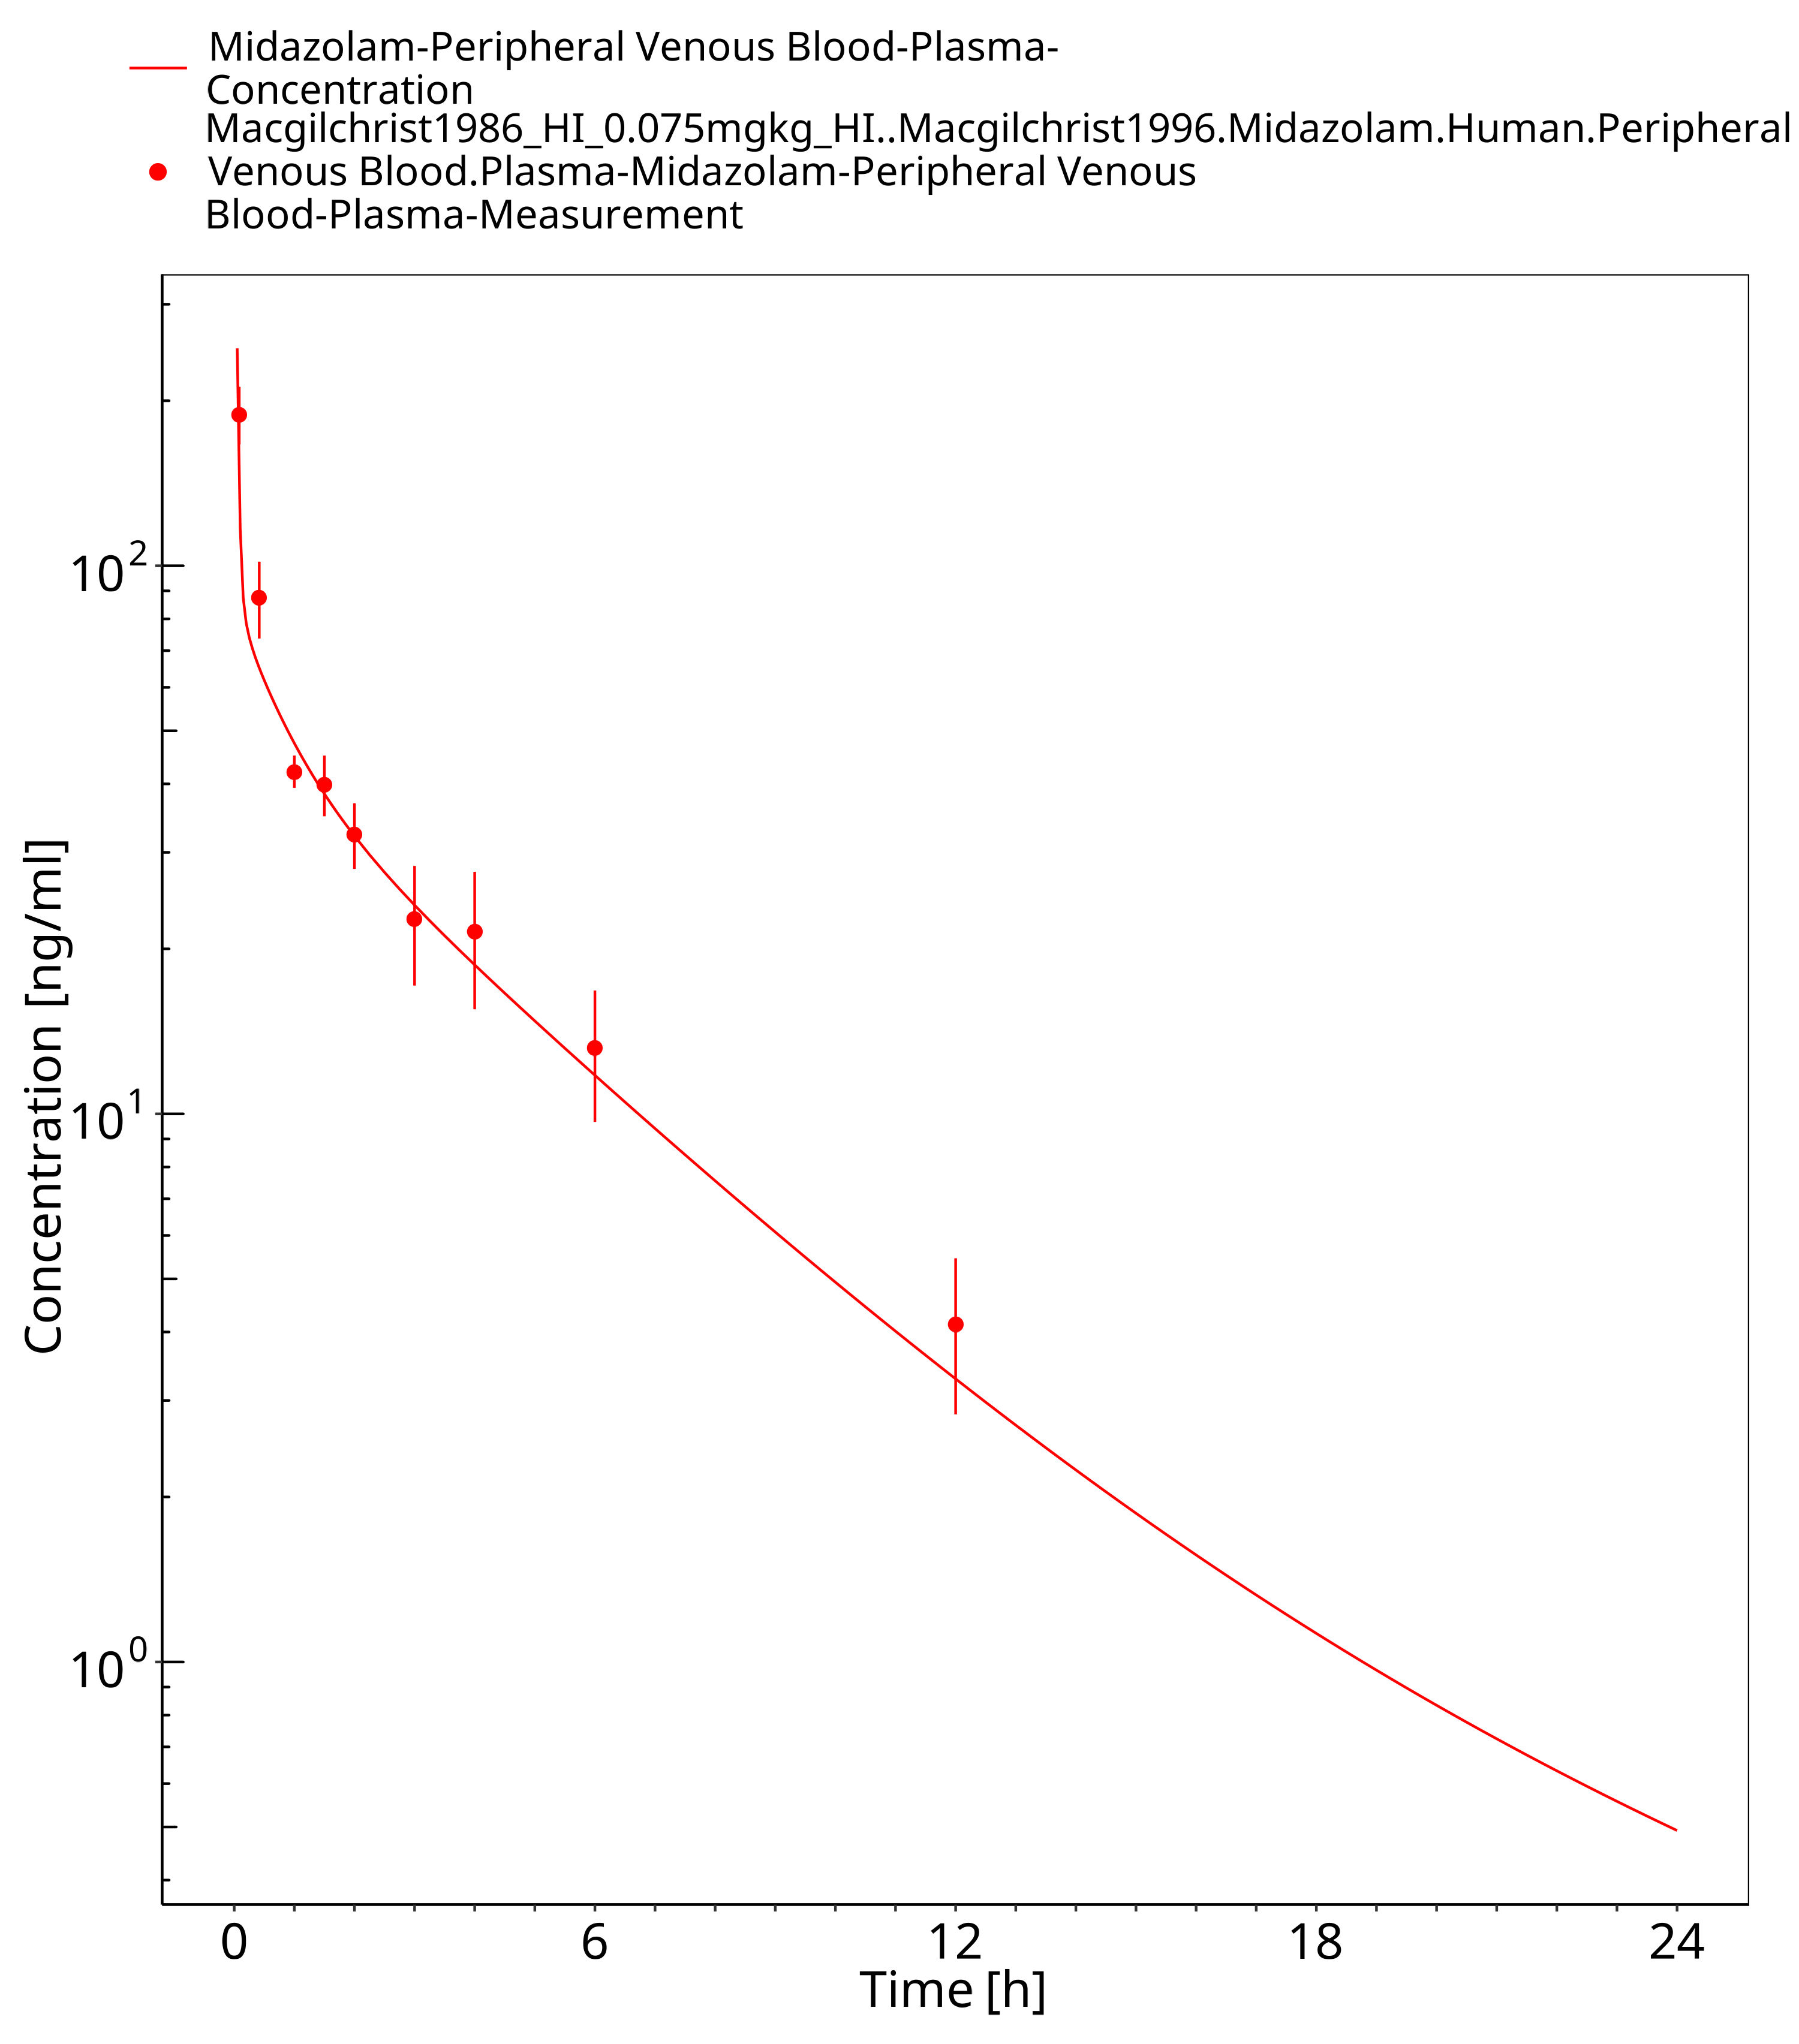 Midazolam-Peripheral Venous Blood-Plasma-
Concentration
Macgilchrist1986_HI_0.075mgkg_HI..Macgilchrist1996.Midazolam.Human.Peripheral
Venous Blood.Plasma-Midazolam-Peripheral Venous
Blood-Plasma-Measurement
10²
10¹
10⁰
Concentration [ng/ml]
0 6 12 18 24
Time [h]